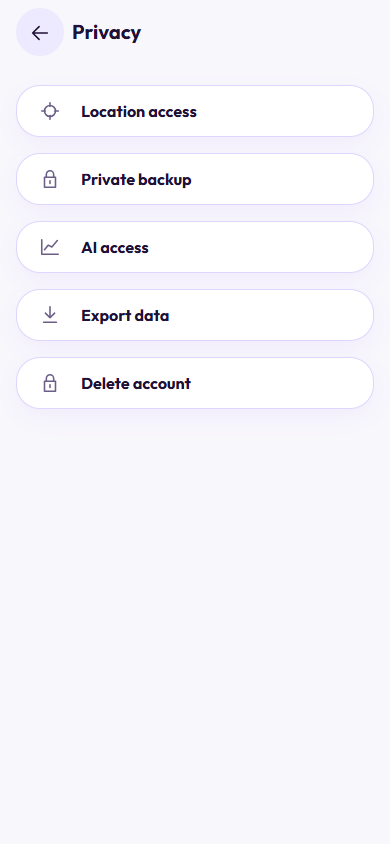 Privacy
Location access
Private backup
AI access
Export data
Delete account